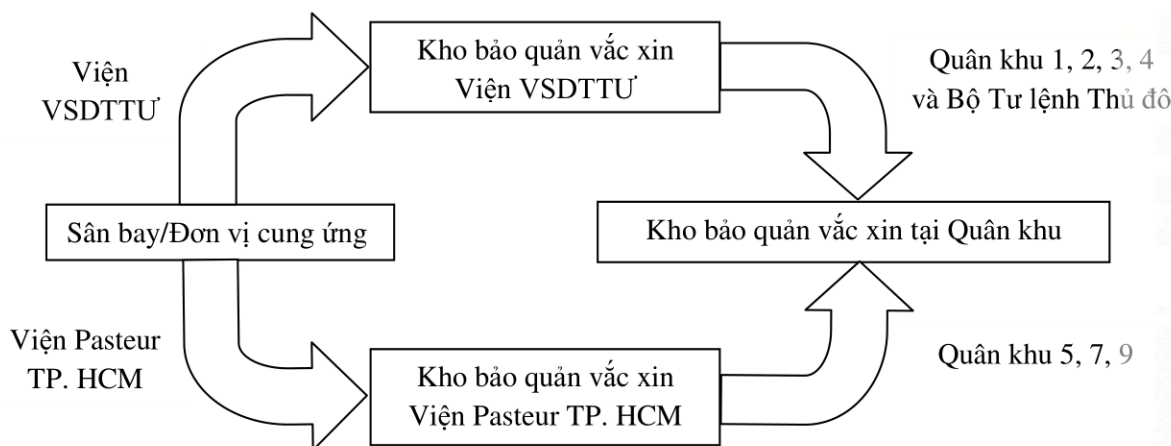 Viện
VSDTTƯ
Kho bảo quản vắc xin
Viện VSDTTƯ
Quân khu 1, 2, 3, 4
và Bộ Tư lệnh Thủ đô
Sân bay/Đơn vị cung ứng
Kho bảo quản vắc xin tại Quân khu
Viện Pasteur
TP. HCM
Kho bảo quản vắc xin
Viện Pasteur TP. HCM
Quân khu 5, 7, 9